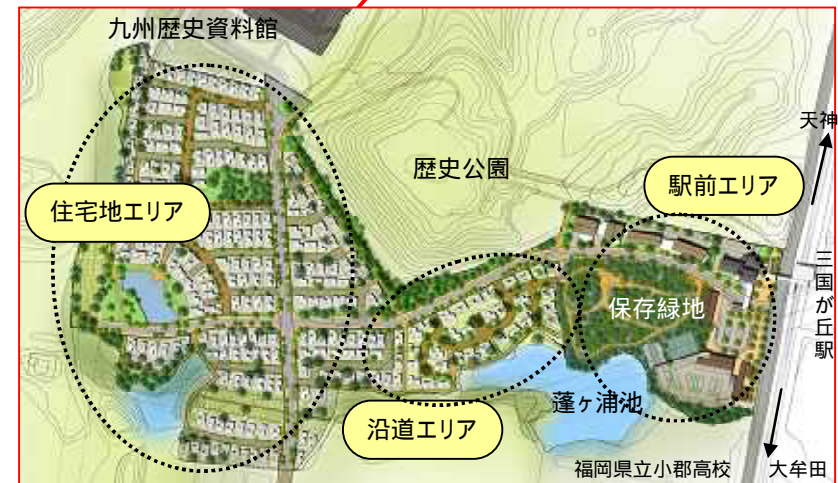 九州歴史資料館
天神
歴史公園
駅前エリア
住宅地エリア
三国が丘駅
保存緑地
蓬ヶ浦池
沿道エリア
福岡県立小郡高校
大牟田